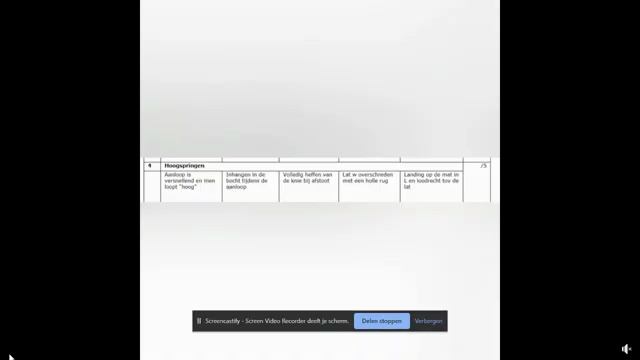 4 Hoogspringen /5
Aanloop is
versnellend en men
loopt "hoog"
Inhangen in de
bocht tijdens de
aanloop
Volledig heffen van
de knie bij afstoot
Lat w overschreden
met een holle rug
Landing op de mat in
L en loodrecht tov de
lat
Screencastify - Screen Video Recorder deelt je scherm. Delen stoppen Verbergen